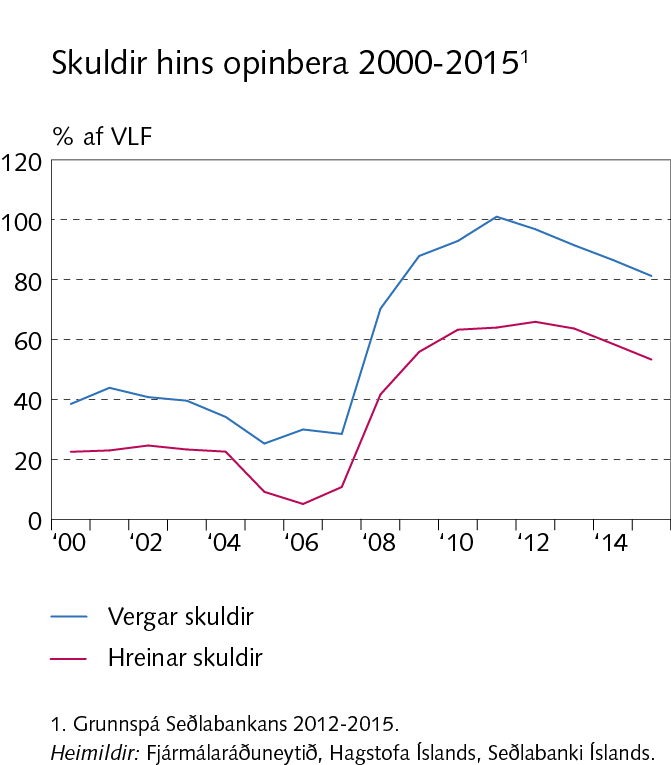 Skuldir hins opinbera 2000-2015¹
% af VLF
120
100
80
60
40
20
0
‘00 ‘02 ‘04 ‘06 ‘08 ‘10 ‘12 ‘14
Vergar skuldir
Hreinar skuldir
1. Grunnspá Seðlabankans 2012-2015.
Heimildir: Fjármálaráðuneytið, Hagstofa Íslands, Seðlabanki Íslands.